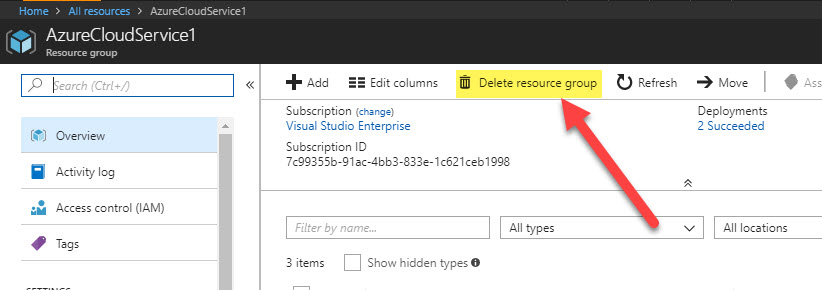 Home > All resources > AzureCloudService1
AzureCloudService1
Resource group
Search (Ctrl+/)
Overview
Activity log
Access control (IAM)
Tags
Add
Edit columns
Delete resource group
Refresh
Move
Subscription (change)
Visual Studio Enterprise
Subscription ID
7c99355b-91ac-4bb3-833e-1c621ceb1998
Deployments
2 Succeeded
Filter by name...
All types
All locations
3 items
Show hidden types